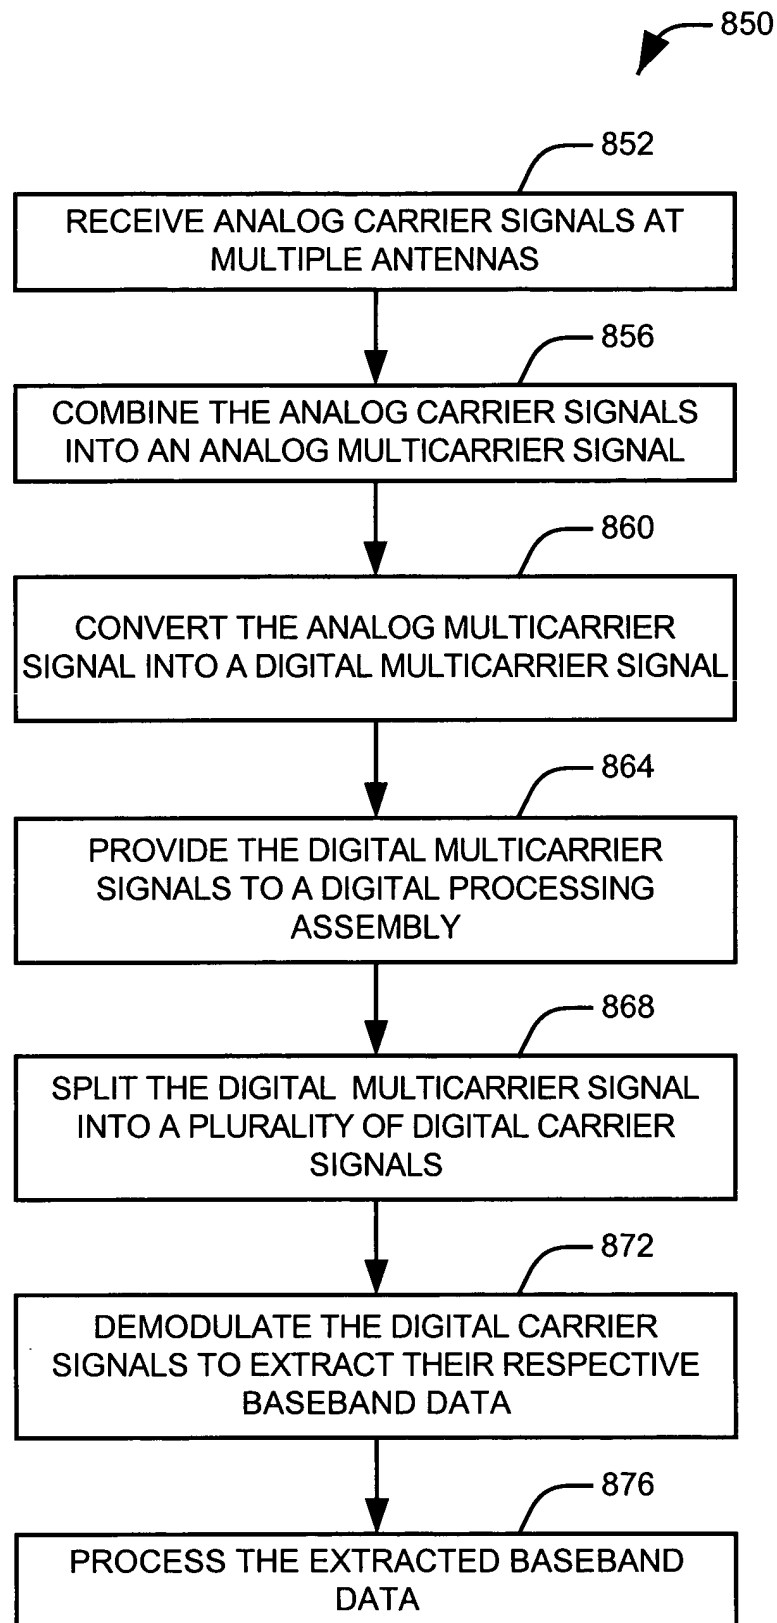 850
852
RECEIVE ANALOG CARRIER SIGNALS AT
MULTIPLE ANTENNAS
856
COMBINE THE ANALOG CARRIER SIGNALS
INTO AN ANALOG MULTICARRIER SIGNAL
860
CONVERT THE ANALOG MULTICARRIER
SIGNAL INTO A DIGITAL MULTICARRIER SIGNAL
864
PROVIDE THE DIGITAL MULTICARRIER
SIGNALS TO A DIGITAL PROCESSING
ASSEMBLY
868
SPLIT THE DIGITAL MULTICARRIER SIGNAL
INTO A PLURALITY OF DIGITAL CARRIER
SIGNALS
872
DEMODULATE THE DIGITAL CARRIER
SIGNALS TO EXTRACT THEIR RESPECTIVE
BASEBAND DATA
876
PROCESS THE EXTRACTED BASEBAND
DATA